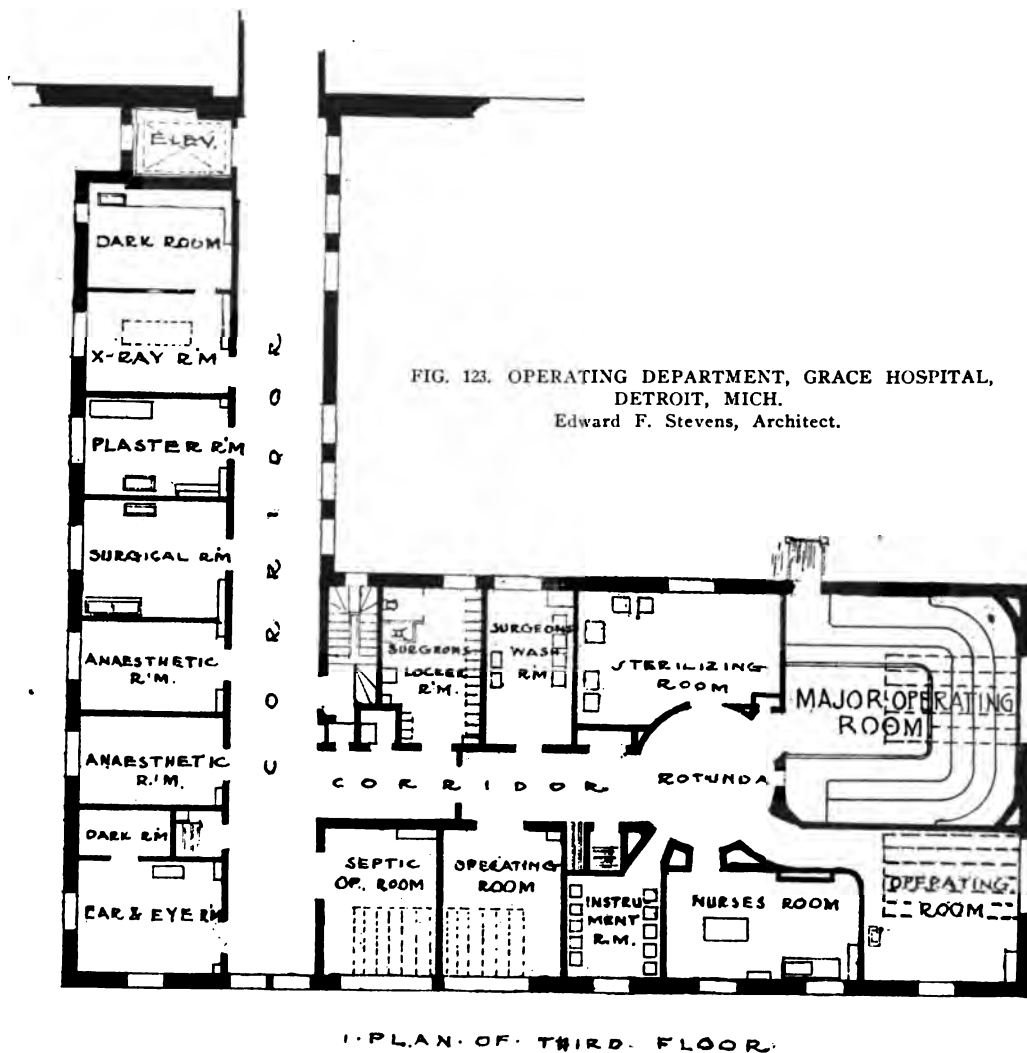 ELEV.
DARK ROOM
X-RAY R'M
FIG. 123. OPERATING DEPARTMENT, GRACE HOSPITAL,
DETROIT, MICH.
Edward F. Stevens, Architect.
PLASTER R'M
SURGICAL R'M
ANAESTHETIC
R'M.
ANAESTHETIC
R'M.
DARK R'M
EAR & EYE R'M
CORRIDOR
SURGEONS
LOCKER
R'M.
SURGEONS
WASH
R'M
STERILIZING
ROOM
MAJOR OPERATING
ROOM
CORRIDOR
ROTUNDA
SEPTIC
OP. ROOM
OPERATING
ROOM
INSTRU
MENT
R.M.
NURSES ROOM
OPERATING
ROOM
1·PLAN·OF·THIRD·FLOOR·